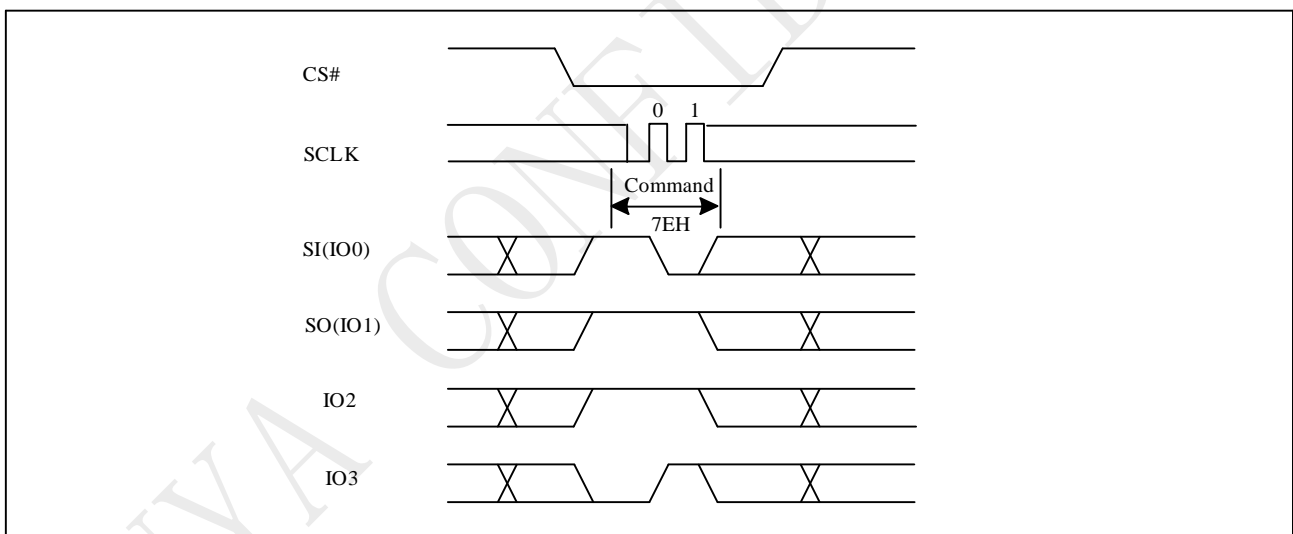 CS#
0 1
SCLK
Command
7EH
SI(IO0)
SO(IO1)
IO2
IO3